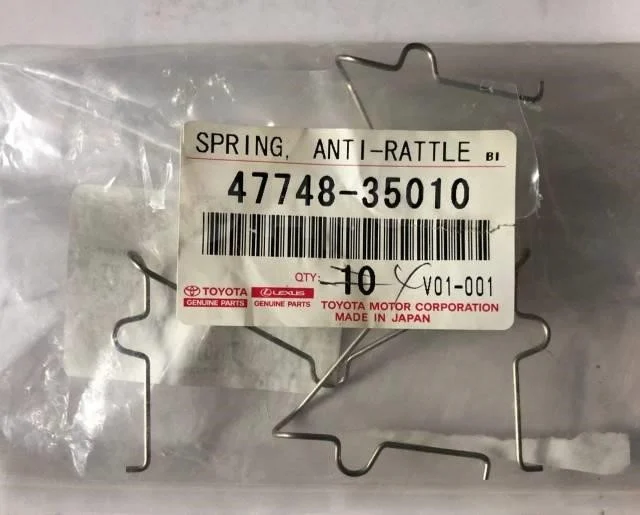 SPRING, ANTI-RATTLE BI
47748-35010
QTY: 10 4 V01-001
TOYOTA GENUINE PARTS
LEXUS GENUINE PARTS
TOYOTA MOTOR CORPORATION
MADE IN JAPAN